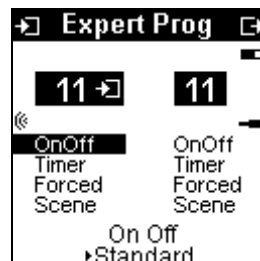 Expert Prog
11 11
OnOff OnOff
Timer Timer
Forced Forced
Scene Scene
On Off
Standard